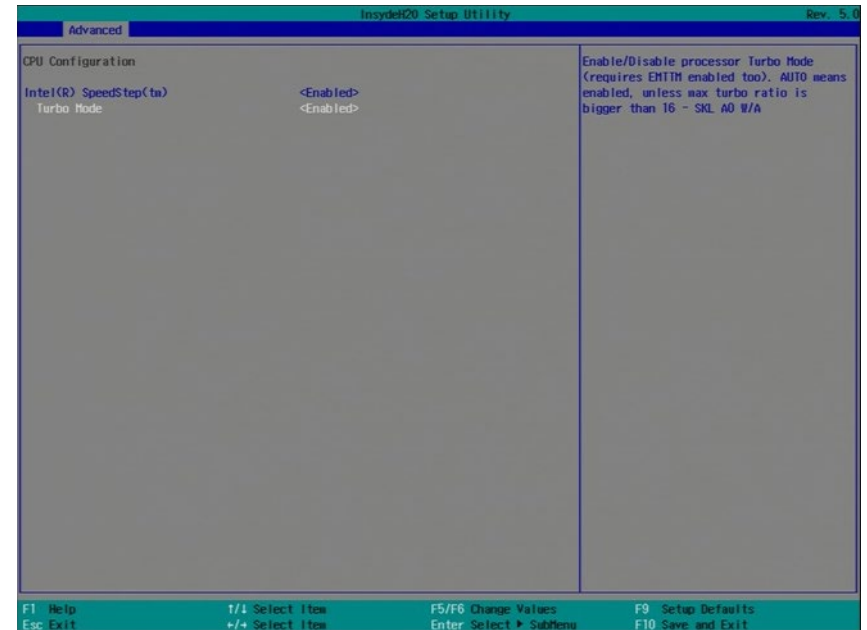 InsydeH20 Setup Utility Rev. 5.0
Advanced
CPU Configuration
Intel(R) SpeedStep(tm) <Enabled>
Turbo Mode <Enabled>
Enable/Disable processor Turbo Mode
(requires EMTTM enabled too). AUTO means
enabled, unless max turbo ratio is
bigger than 16 - SKL A0 W/A
F1 Help ↑/↓ Select Item F5/F6 Change Values F9 Setup Defaults
Esc Exit ←/→ Select Item Enter Select ▶ SubMenu F10 Save and Exit